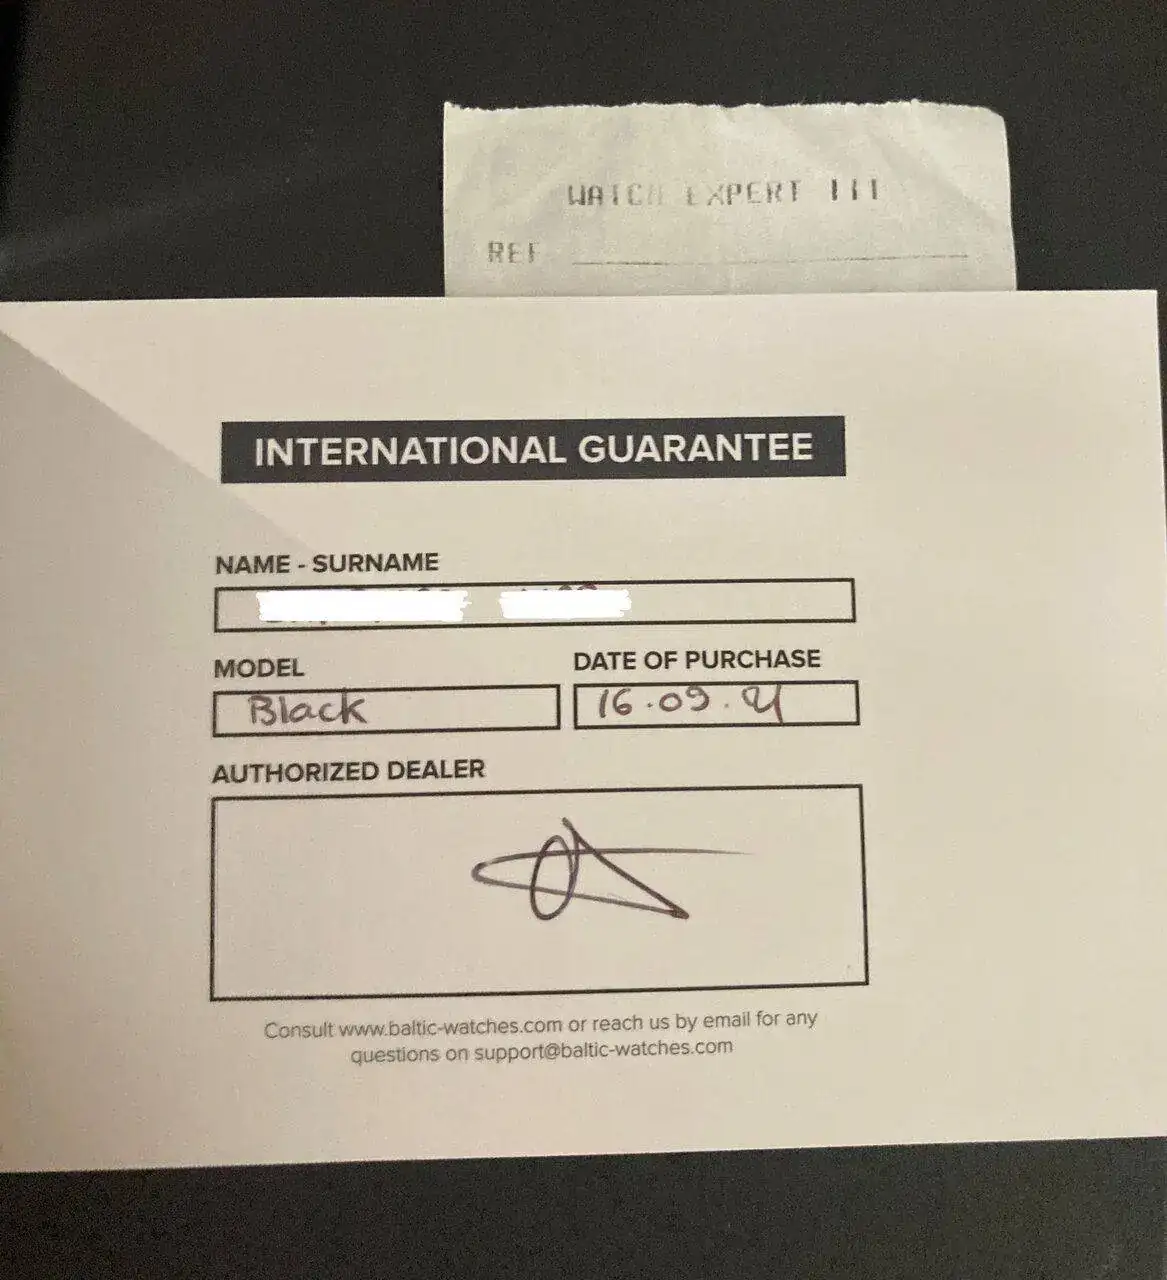 WATCH EXPERT III
REF
INTERNATIONAL GUARANTEE
NAME - SURNAME
MODEL
DATE OF PURCHASE
Black
16.09.21
AUTHORIZED DEALER
Consult www.baltic-watches.com or reach us by email for any
questions on support@baltic-watches.com